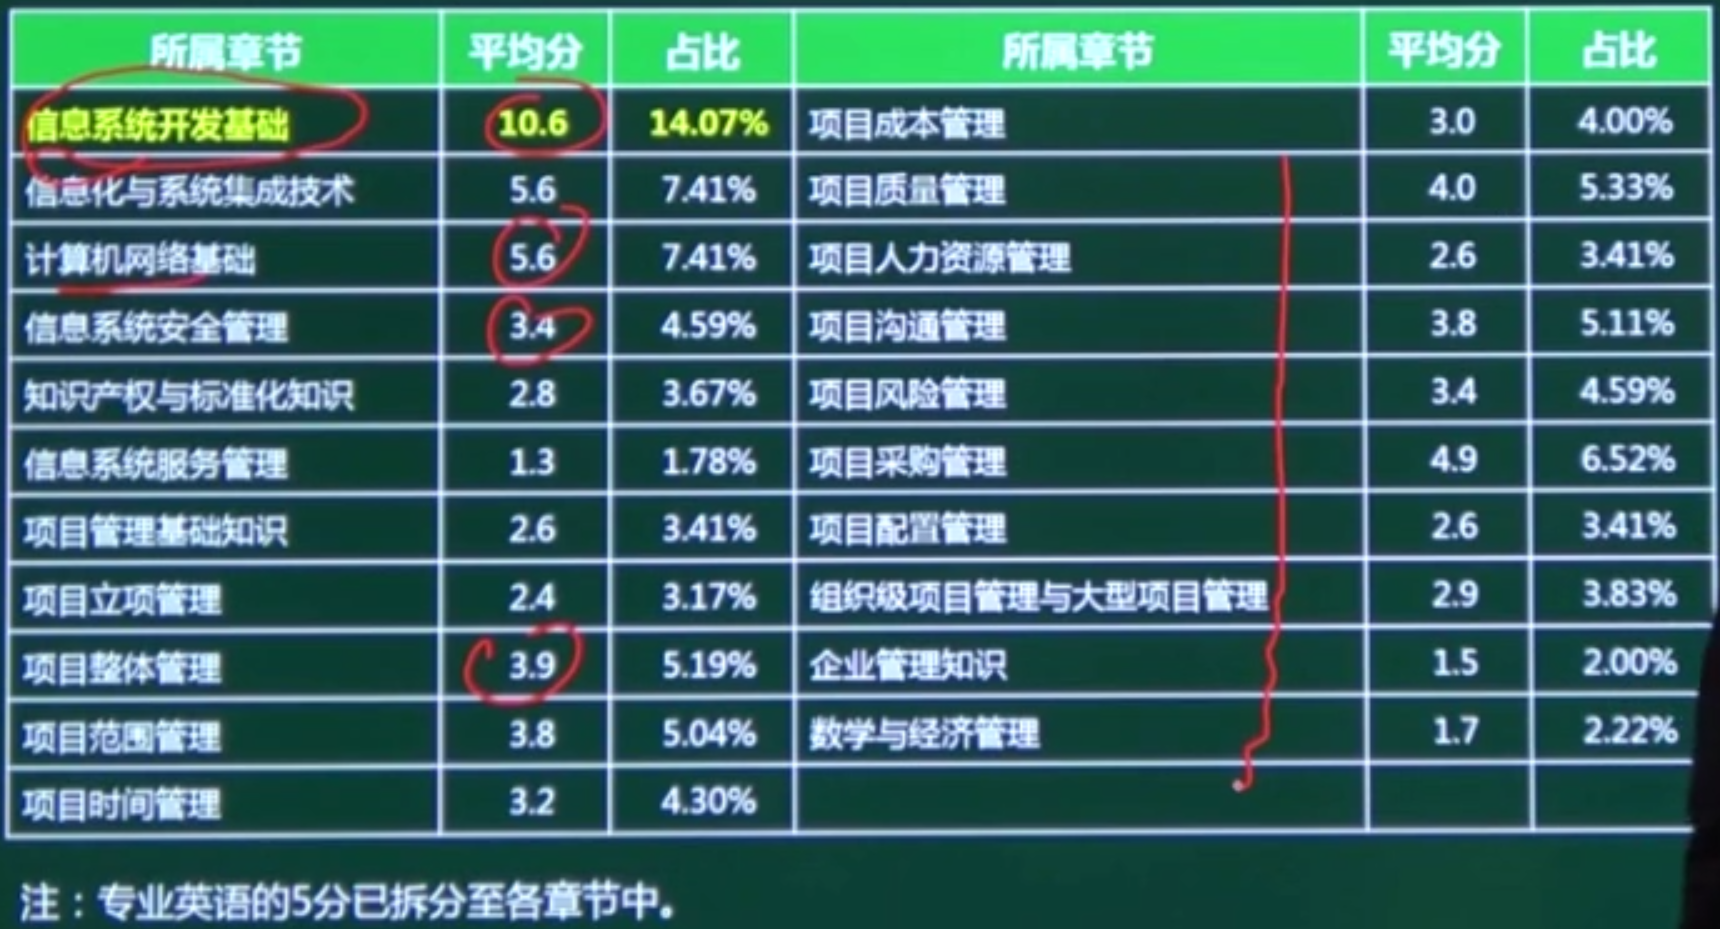 所属章节 平均分 占比 所属章节 平均分 占比
信息系统开发基础 10.6 14.07% 项目成本管理 3.0 4.00%
信息化与系统集成技术 5.6 7.41% 项目质量管理 4.0 5.33%
计算机网络基础 5.6 7.41% 项目人力资源管理 2.6 3.41%
信息系统安全管理 3.4 4.59% 项目沟通管理 3.8 5.11%
知识产权与标准化知识 2.8 3.67% 项目风险管理 3.4 4.59%
信息系统服务管理 1.3 1.78% 项目采购管理 4.9 6.52%
项目管理基础知识 2.6 3.41% 项目配置管理 2.6 3.41%
项目立项管理 2.4 3.17% 组织级项目管理与大型项目管理 2.9 3.83%
项目整体管理 3.9 5.19% 企业管理知识 1.5 2.00%
项目范围管理 3.8 5.04% 数学与经济管理 1.7 2.22%
项目时间管理 3.2 4.30%
注：专业英语的5分已拆分至各章节中。